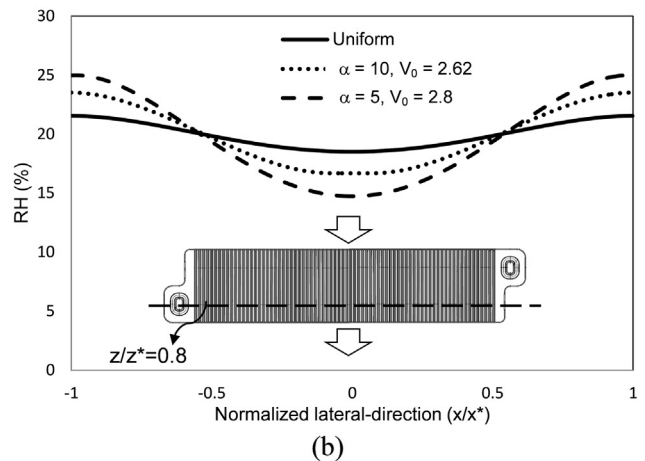 30
25
20
15
10
5
0
RH (%)
Uniform
α = 10, V₀ = 2.62
α = 5, V₀ = 2.8
z/z*=0.8
-1
-0.5
0
0.5
1
Normalized lateral-direction (x/x*)
(b)